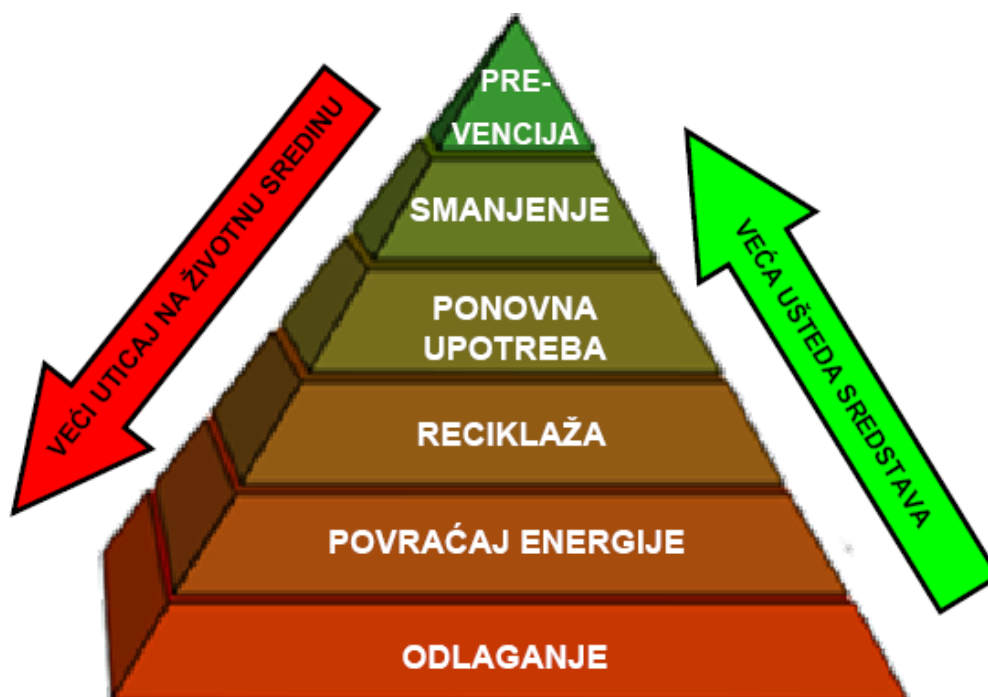 PRE-
VENCIJA
SMANJENJE
PONOVNA
UPOTREBA
RECIKLAŽA
POVRAĆAJ ENERGIJE
ODLAGANJE
VEĆI UTICAJ NA ŽIVOTNU SREDINU
VEĆA UŠTEDA SREDSTAVA